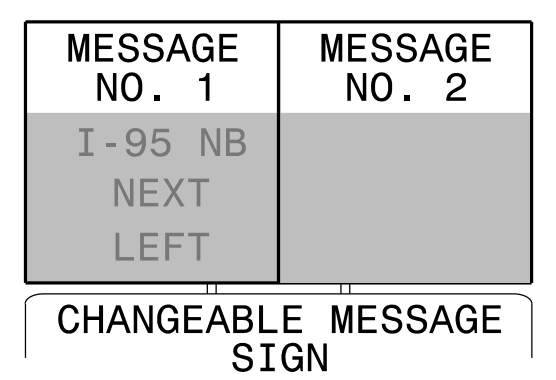 MESSAGE
NO. 1
MESSAGE
NO. 2
I-95 NB
NEXT
LEFT
CHANGEABLE MESSAGE
SIGN